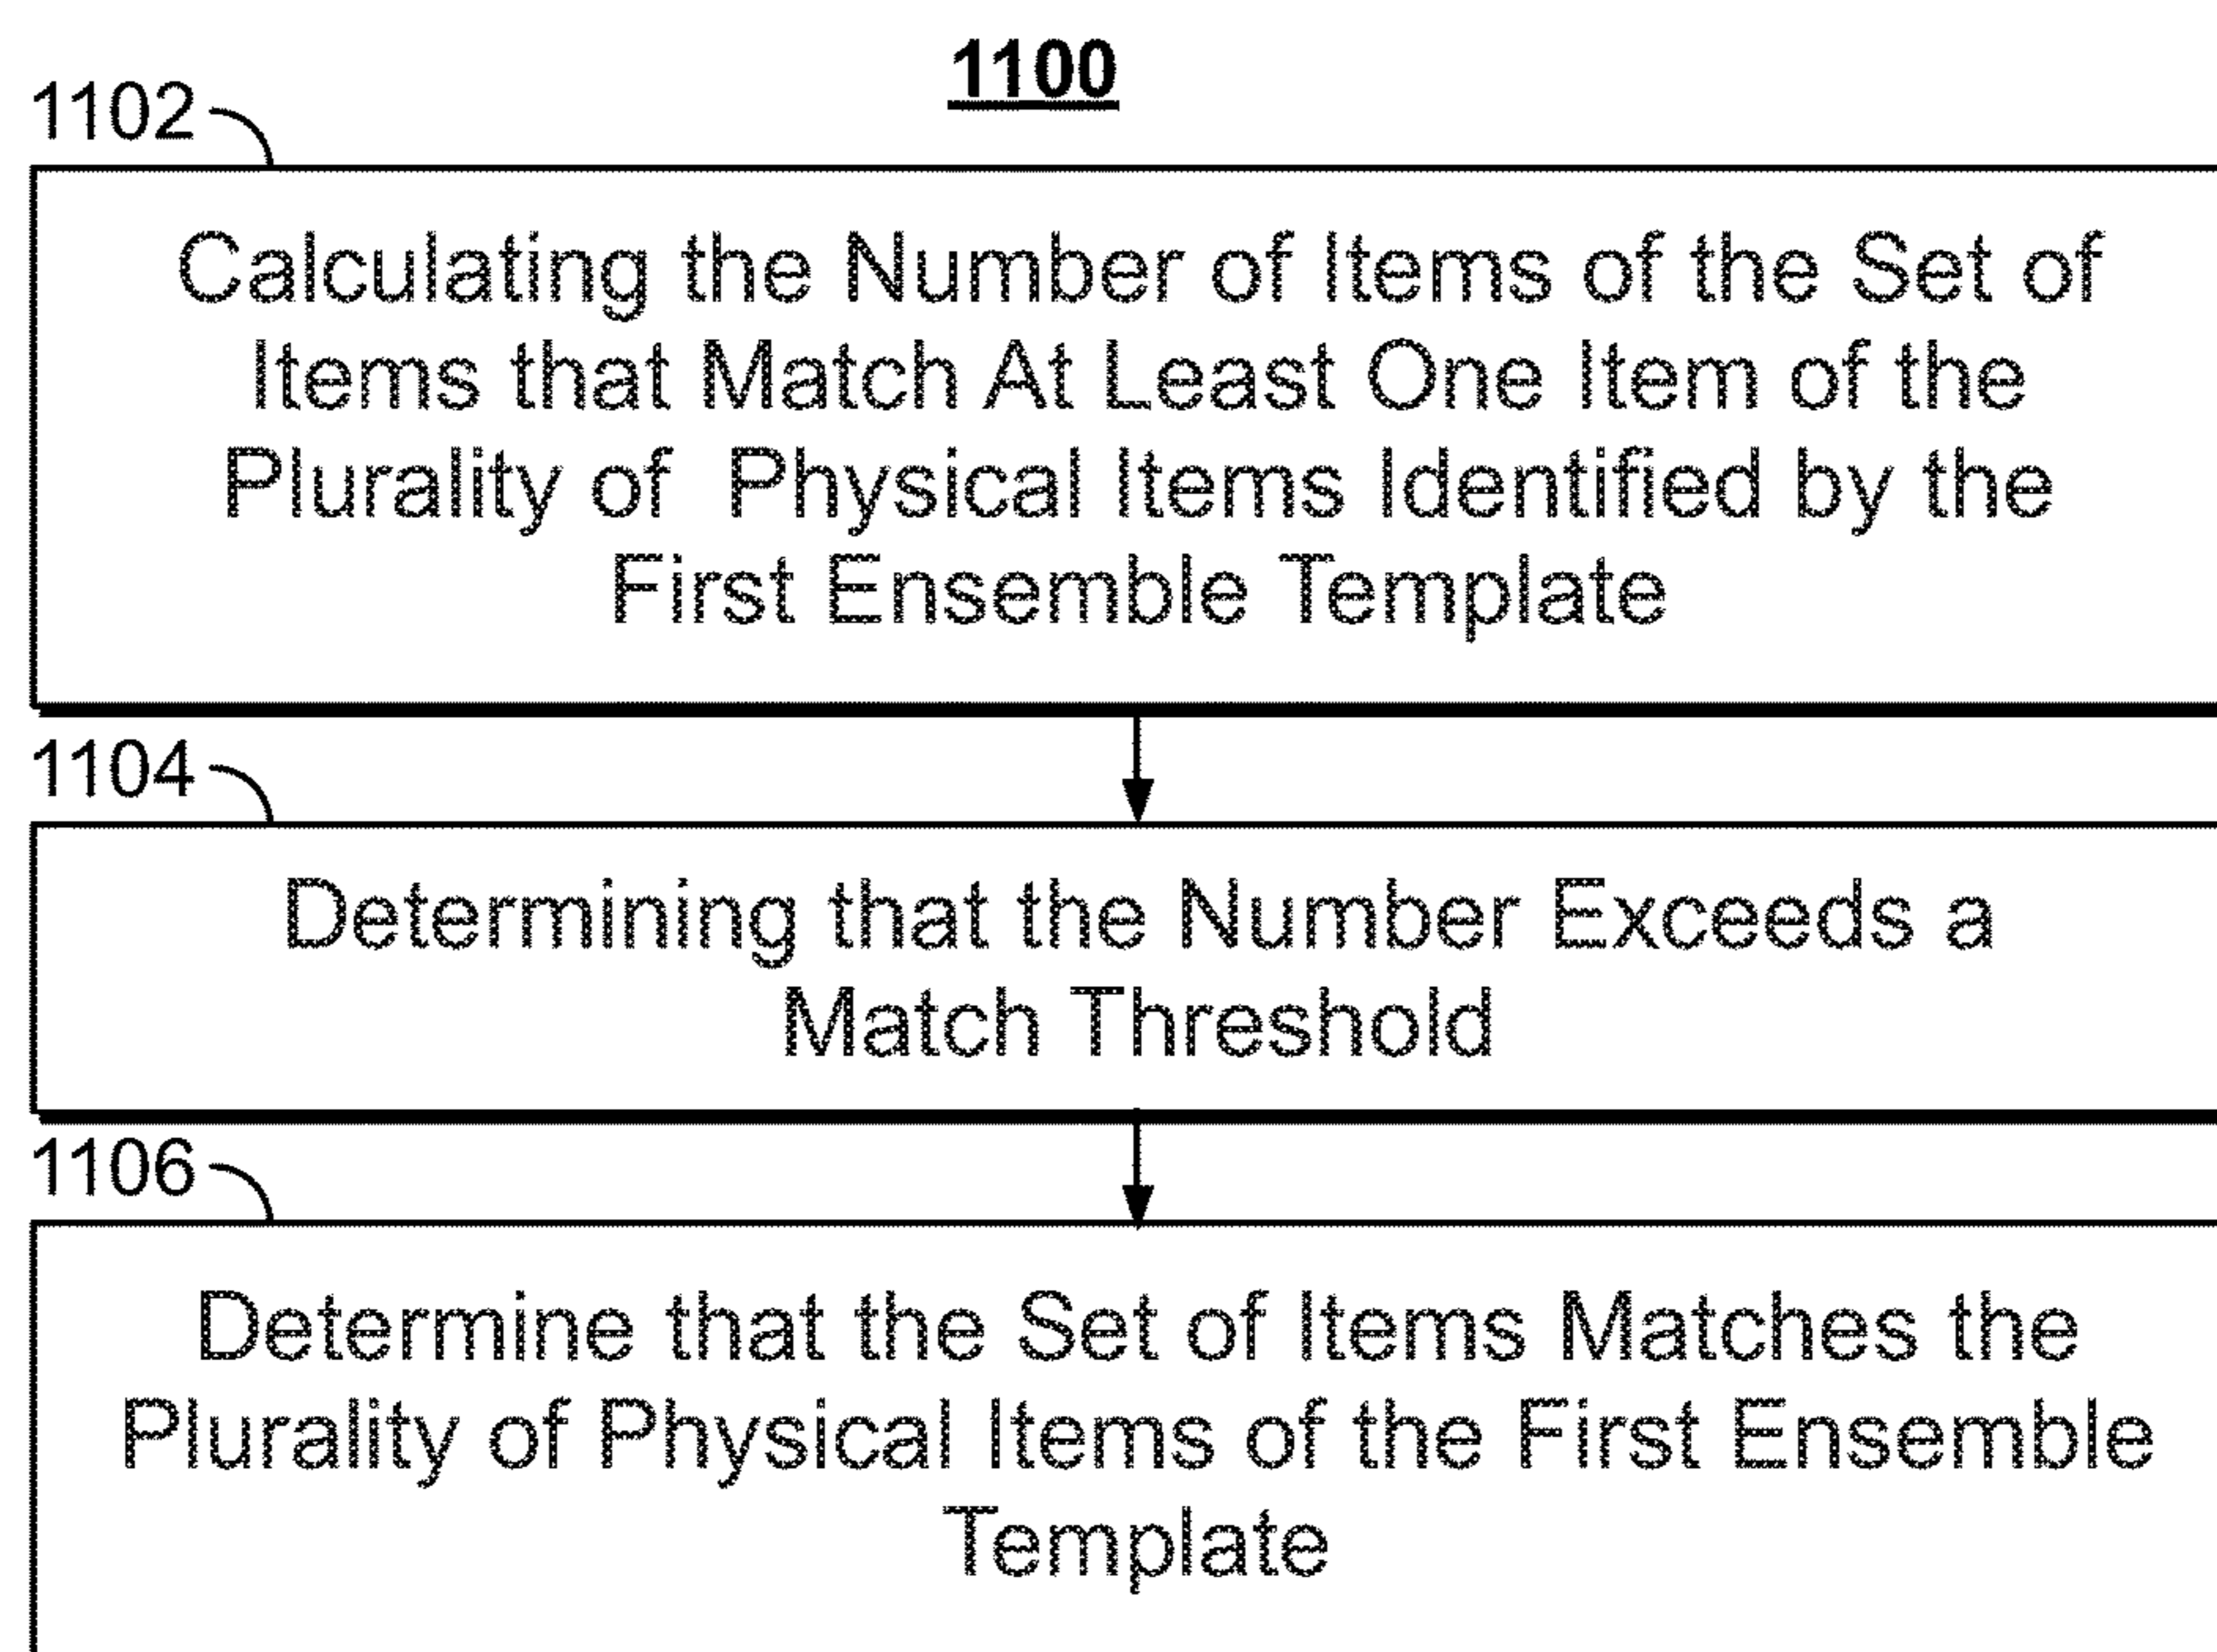 1100
1102
Calculating the Number of Items of the Set of
Items that Match At Least One Item of the
Plurality of Physical Items Identified by the
First Ensemble Template
1104
Determining that the Number Exceeds a
Match Threshold
1106
Determine that the Set of Items Matches the
Plurality of Physical Items of the First Ensemble
Template